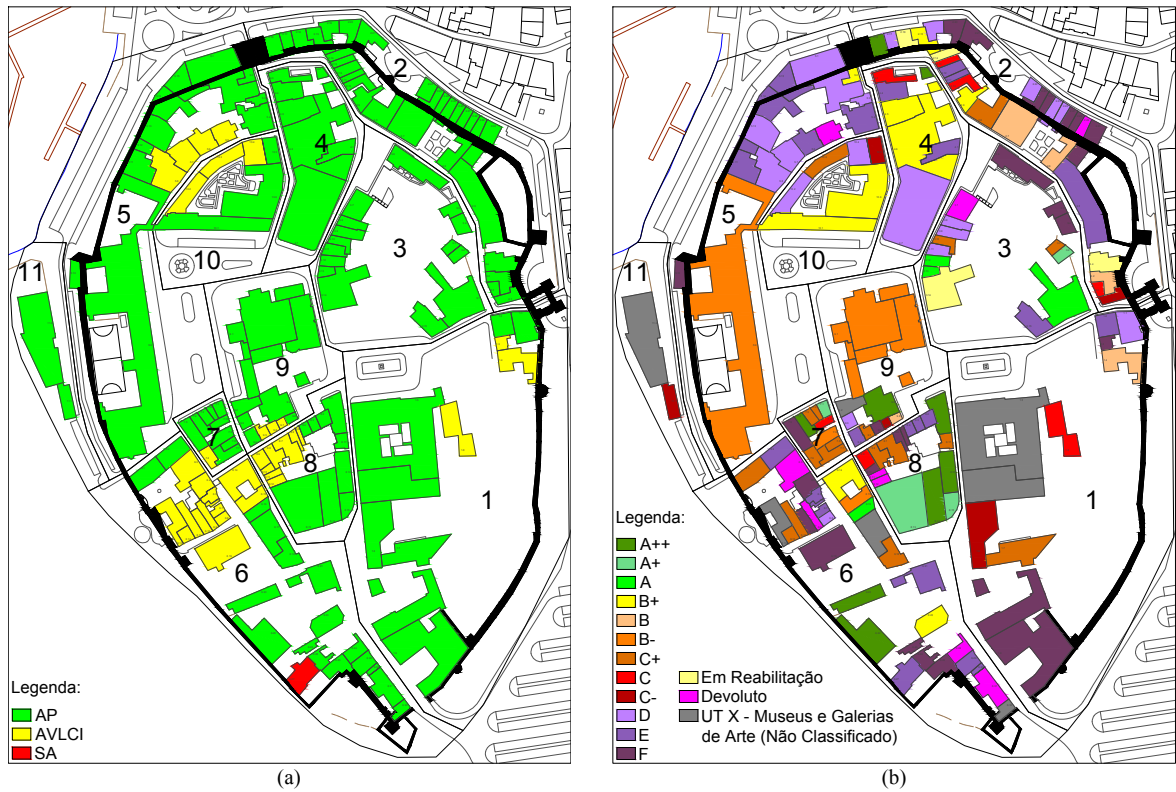 2
4
5
3
10
11
9
7
8
1
6
Legenda:
AP
AVLCI
SA
(a)
2
4
5
3
10
11
9
7
8
1
6
Legenda:
A++
A+
A
B+
B
B-
C+
C
C-
D
E
F
Em Reabilitação
Devoluto
UT X - Museus e Galerias
de Arte (Não Classificado)
(b)